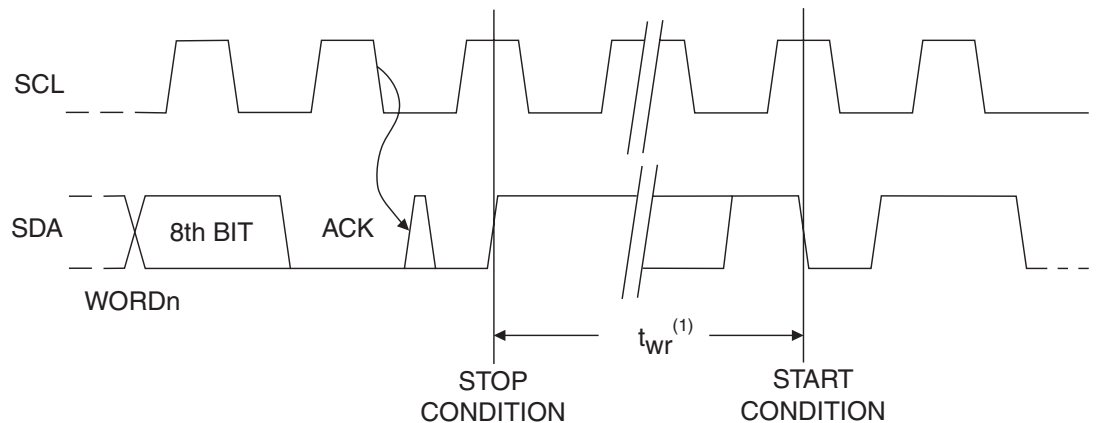 SCL
SDA
8th BIT
ACK
WORDn
twr(1)
STOP
CONDITION
START
CONDITION